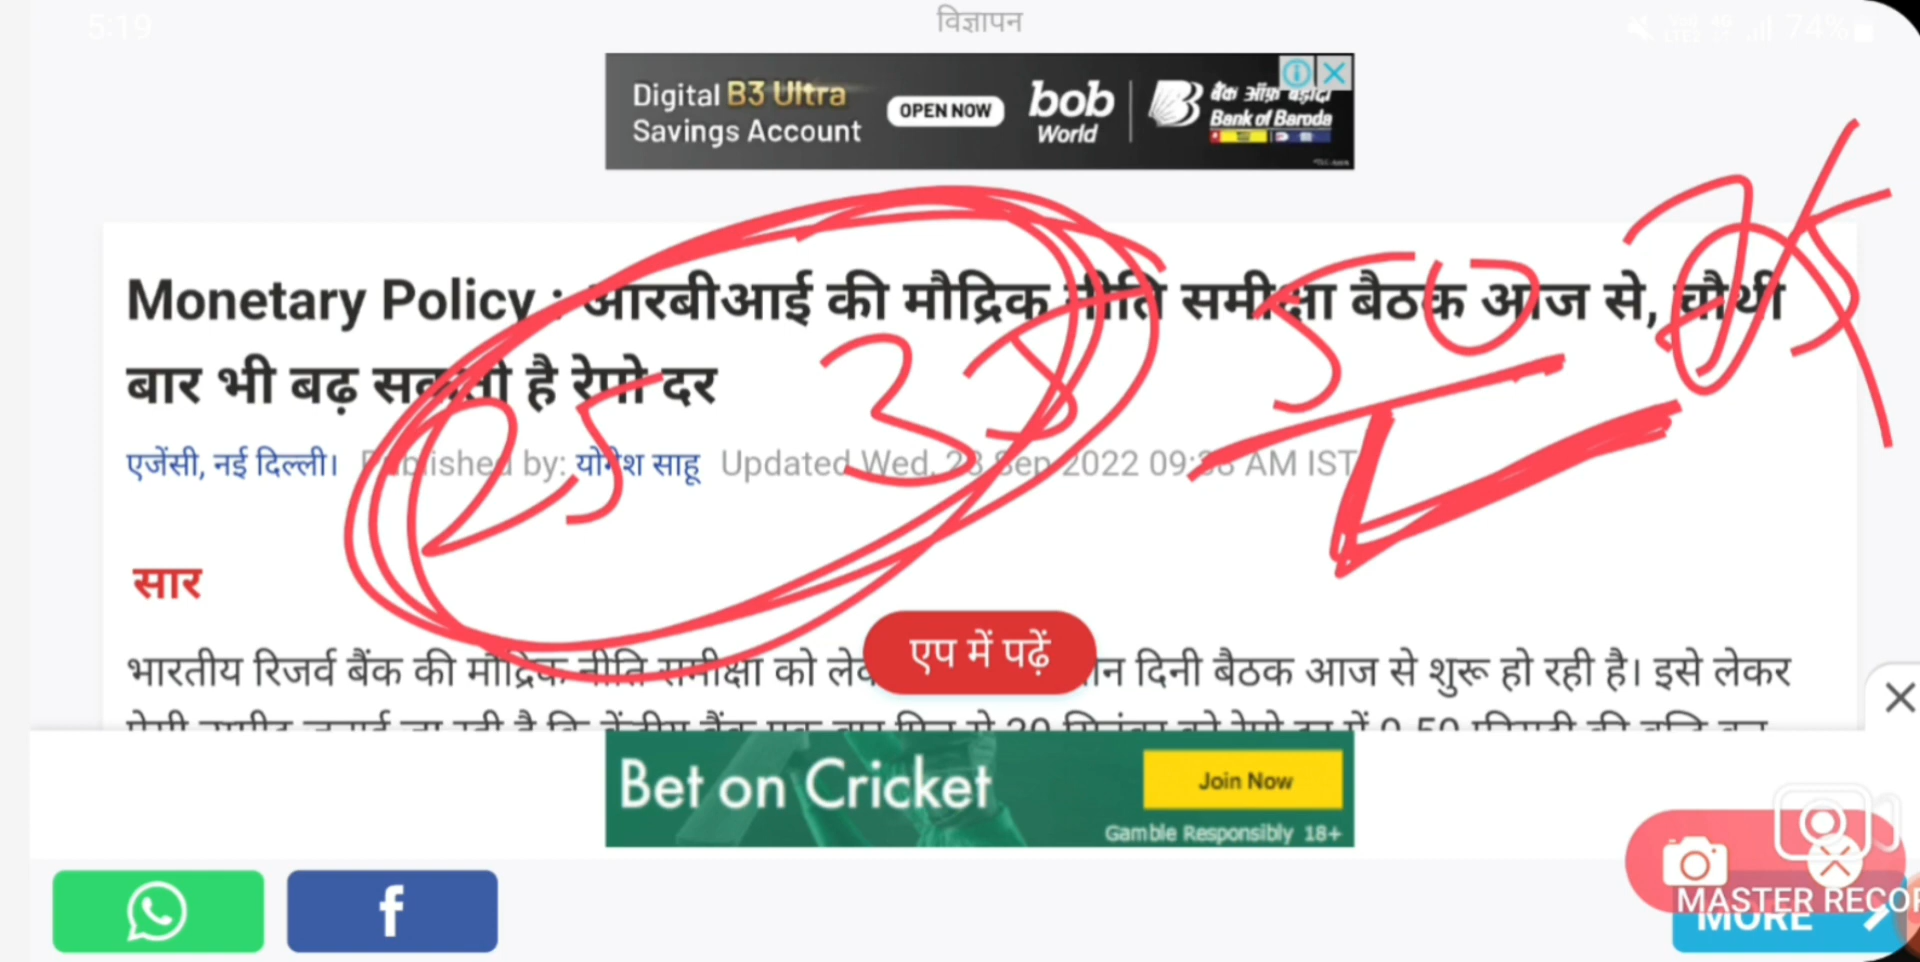 5:19
विज्ञापन
74%
Digital B3 Ultra
Savings Account
OPEN NOW
bob
World
बैंक ऑफ़ बड़ौदा
Bank of Baroda
Monetary Policy : आरबीआई की मौद्रिक नीति समीक्षा बैठक आज से, चौथी
बार भी बढ़ सकती है रेपो दर
एजेंसी, नई दिल्ली। Published by: योगेश साहू Updated Wed, 28 Sep 2022 09:38 AM IST
25 35 50
सार
भारतीय रिजर्व बैंक की मौद्रिक नीति समीक्षा को दिनी बैठक आज से शुरू हो रही है। इसे लेकर
एप में पढ़ें
Bet on Cricket
Join Now
Gamble Responsibly 18+
MASTER RECOR
MORE